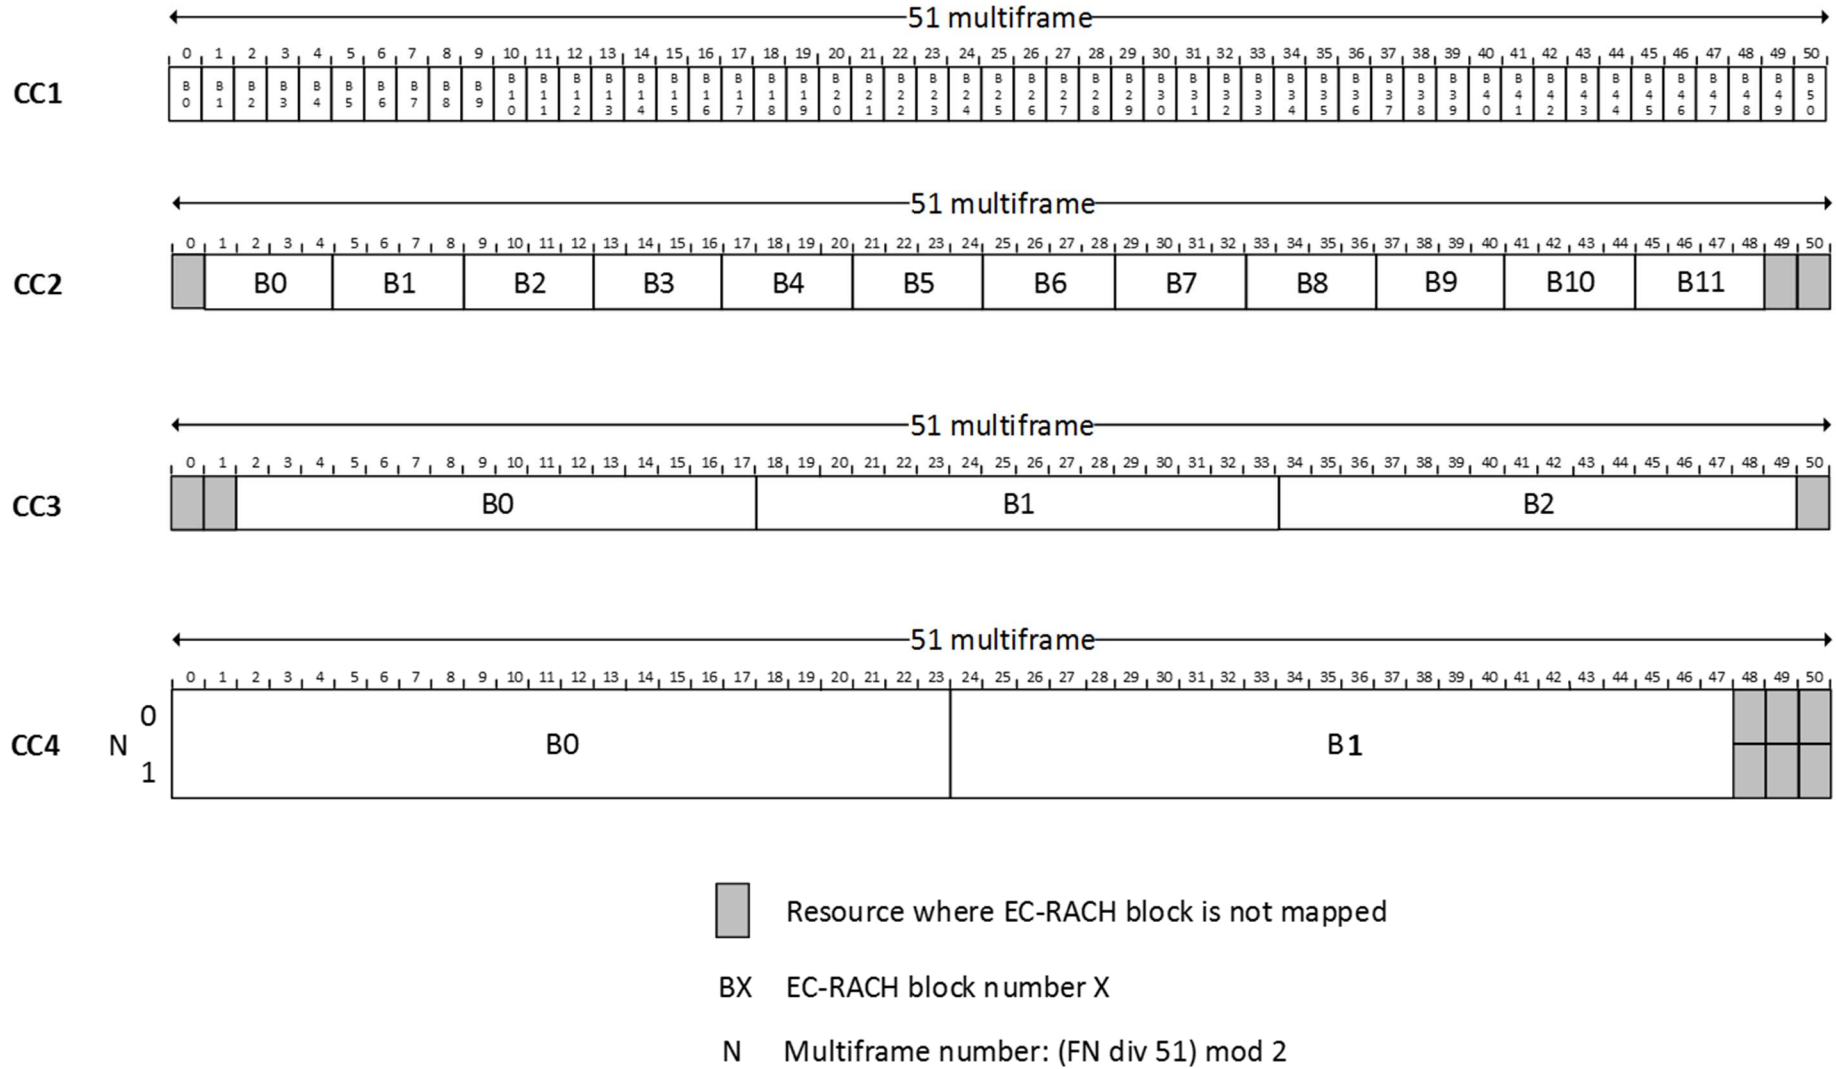 51 multiframe
0 1 2 3 4 5 6 7 8 9 10 11 12 13 14 15 16 17 18 19 20 21 22 23 24 25 26 27 28 29 30 31 32 33 34 35 36 37 38 39 40 41 42 43 44 45 46 47 48 49 50
CC1 B0 B1 B2 B3 B4 B5 B6 B7 B8 B9 B10 B11 B12 B13 B14 B15 B16 B17 B18 B19 B20 B21 B22 B23 B24 B25 B26 B27 B28 B29 B30 B31 B32 B33 B34 B35 B36 B37 B38 B39 B40 B41 B42 B43 B44 B45 B46 B47 B48 B49 B50
51 multiframe
0 1 2 3 4 5 6 7 8 9 10 11 12 13 14 15 16 17 18 19 20 21 22 23 24 25 26 27 28 29 30 31 32 33 34 35 36 37 38 39 40 41 42 43 44 45 46 47 48 49 50
CC2 B0 B1 B2 B3 B4 B5 B6 B7 B8 B9 B10 B11
51 multiframe
0 1 2 3 4 5 6 7 8 9 10 11 12 13 14 15 16 17 18 19 20 21 22 23 24 25 26 27 28 29 30 31 32 33 34 35 36 37 38 39 40 41 42 43 44 45 46 47 48 49 50
CC3 B0 B1 B2
51 multiframe
0 1 2 3 4 5 6 7 8 9 10 11 12 13 14 15 16 17 18 19 20 21 22 23 24 25 26 27 28 29 30 31 32 33 34 35 36 37 38 39 40 41 42 43 44 45 46 47 48 49 50
0
CC4 N B0 B1
1
Resource where EC-RACH block is not mapped
BX EC-RACH block number X
N Multiframe number: (FN div 51) mod 2